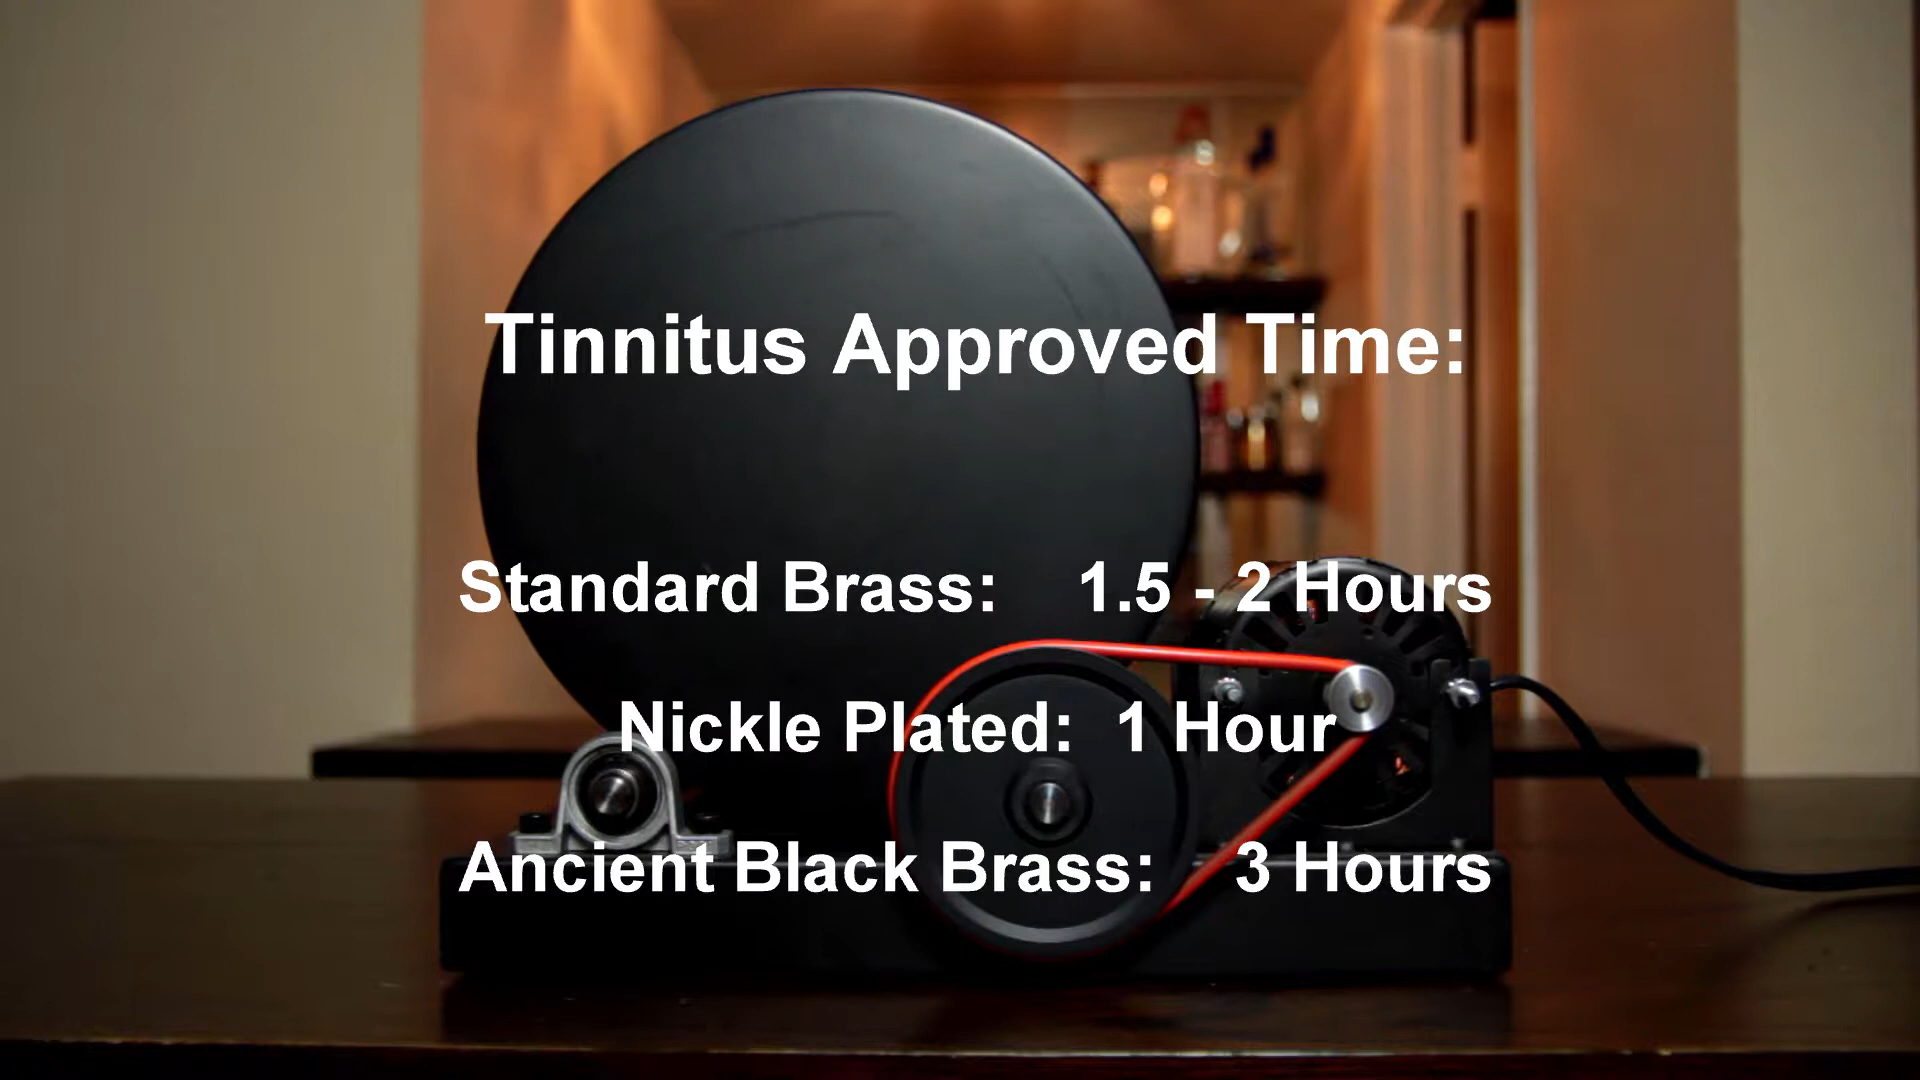 Tinnitus Approved Time:
Standard Brass: 1.5 - 2 Hours
Nickle Plated: 1 Hour
Ancient Black Brass: 3 Hours